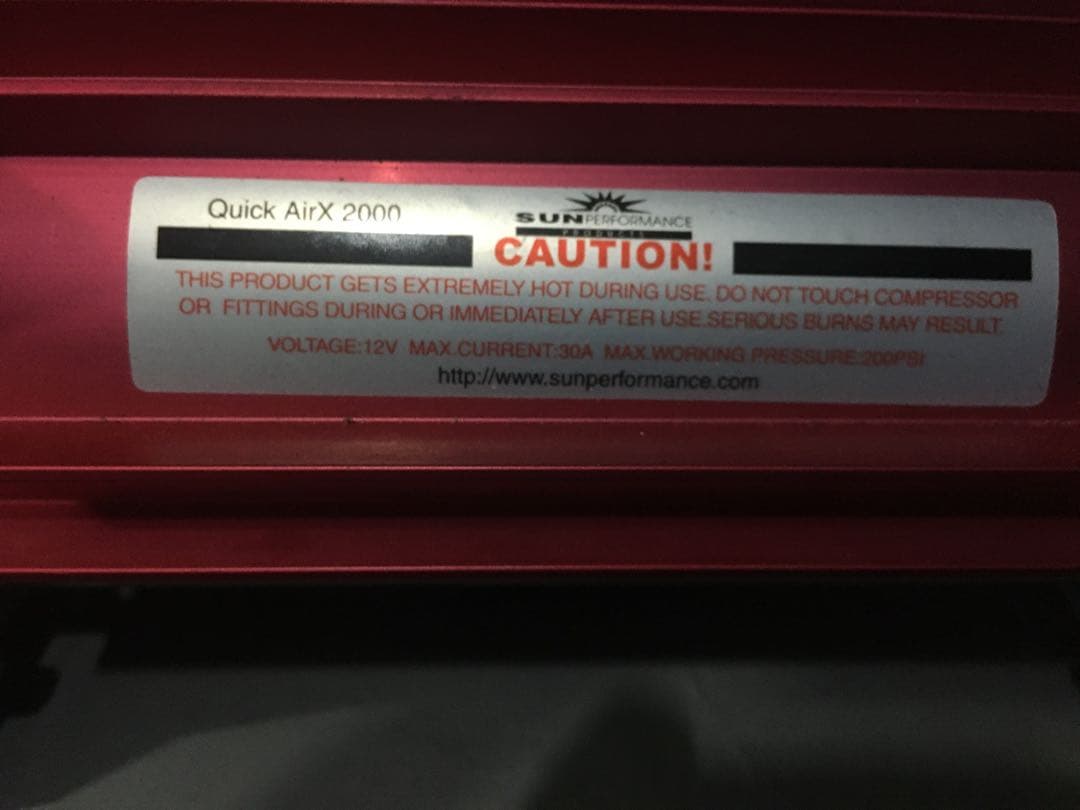 Quick AirX 2000
SUN PERFORMANCE
PRODUCTS
CAUTION!
THIS PRODUCT GETS EXTREMELY HOT DURING USE. DO NOT TOUCH COMPRESSOR
OR FITTINGS DURING OR IMMEDIATELY AFTER USE.SERIOUS BURNS MAY RESULT.
VOLTAGE:12V MAX.CURRENT:30A MAX.WORKING PRESSURE:200PSI
http://www.sunperformance.com